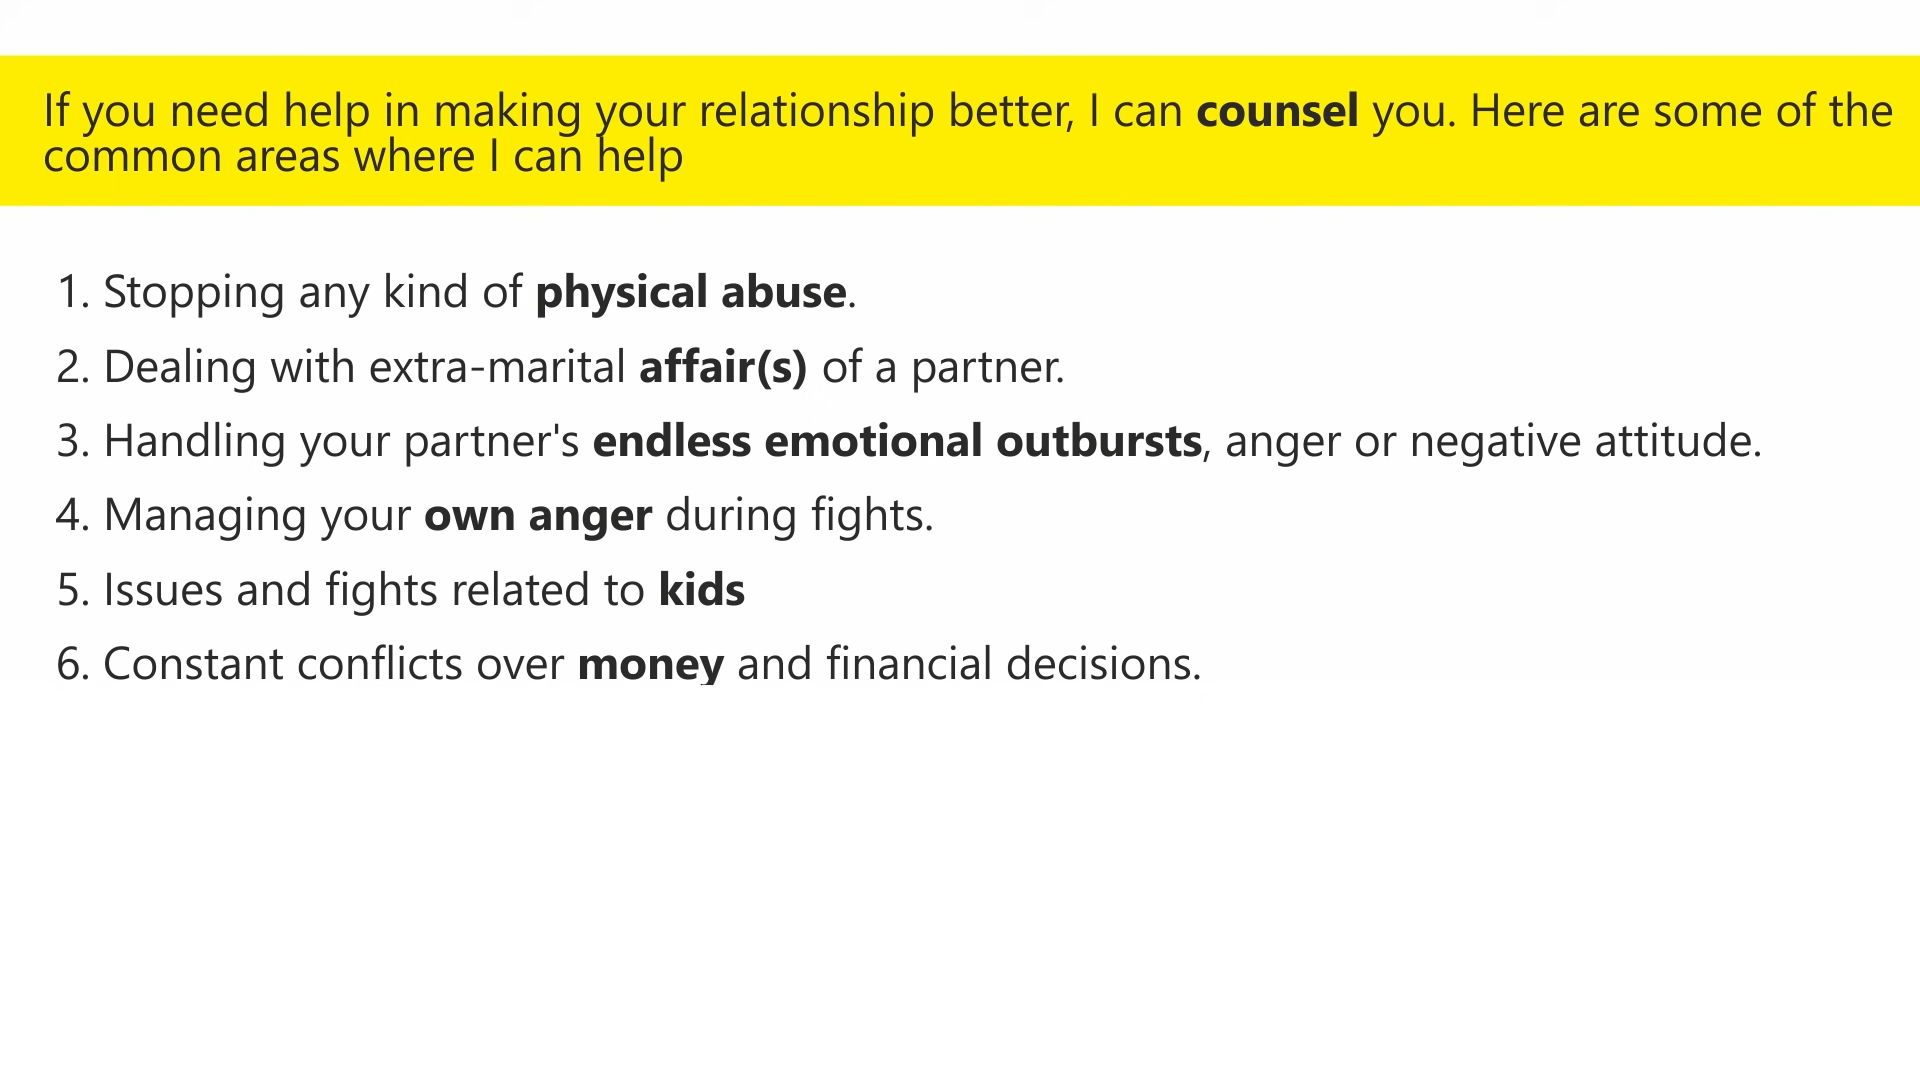 If you need help in making your relationship better, I can counsel you. Here are some of the
common areas where I can help
1. Stopping any kind of physical abuse.
2. Dealing with extra-marital affair(s) of a partner.
3. Handling your partner's endless emotional outbursts, anger or negative attitude.
4. Managing your own anger during fights.
5. Issues and fights related to kids
6. Constant conflicts over money and financial decisions.